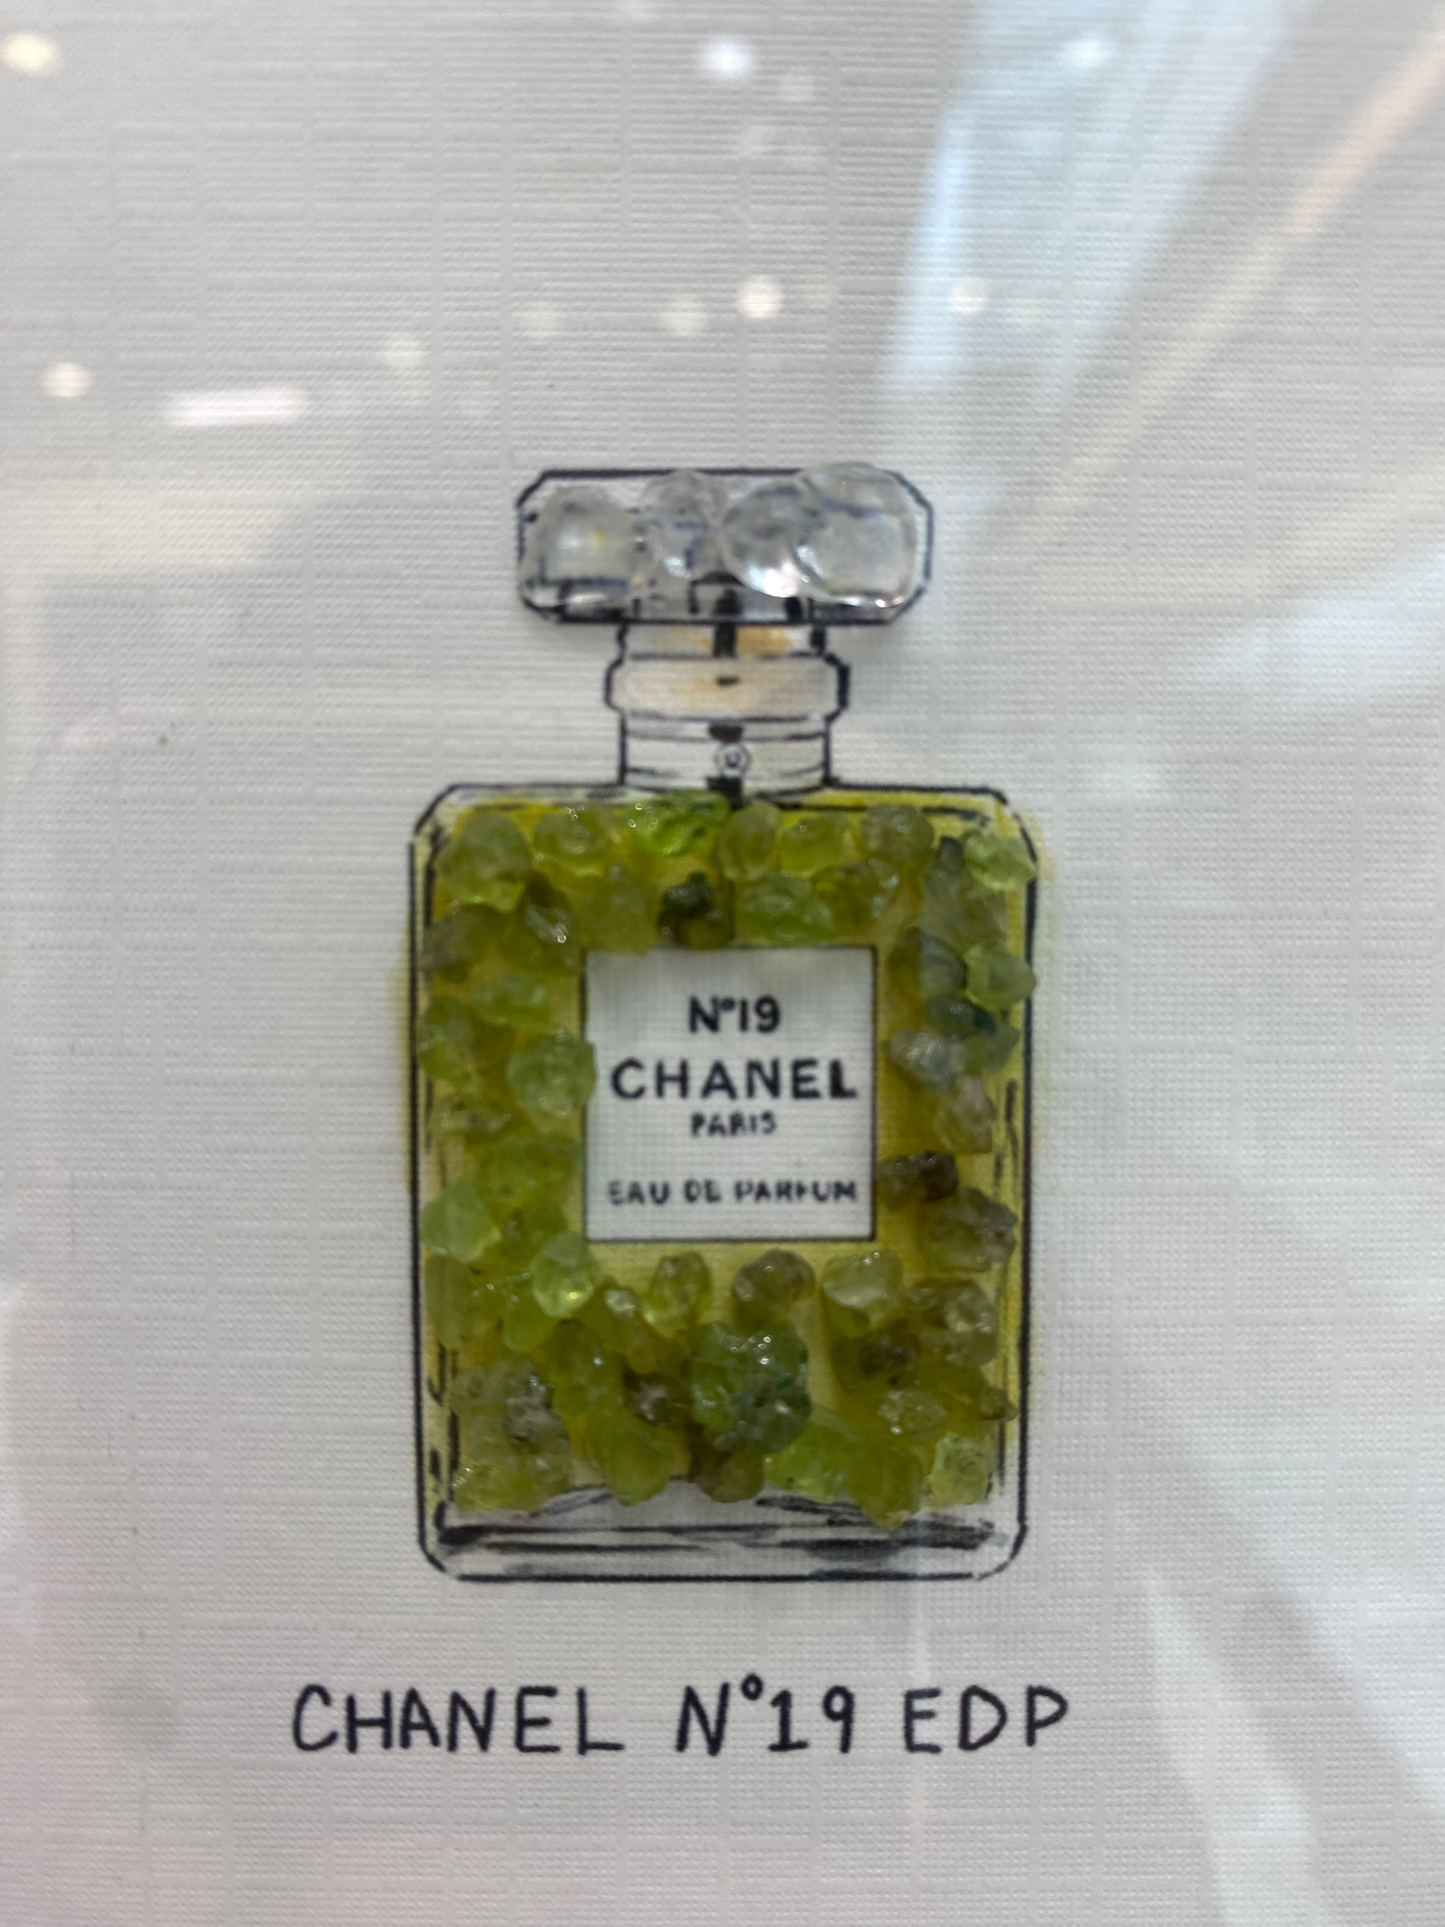 N°19
CHANEL
PARIS
EAU DE PARFUM
CHANEL N°19 EDP